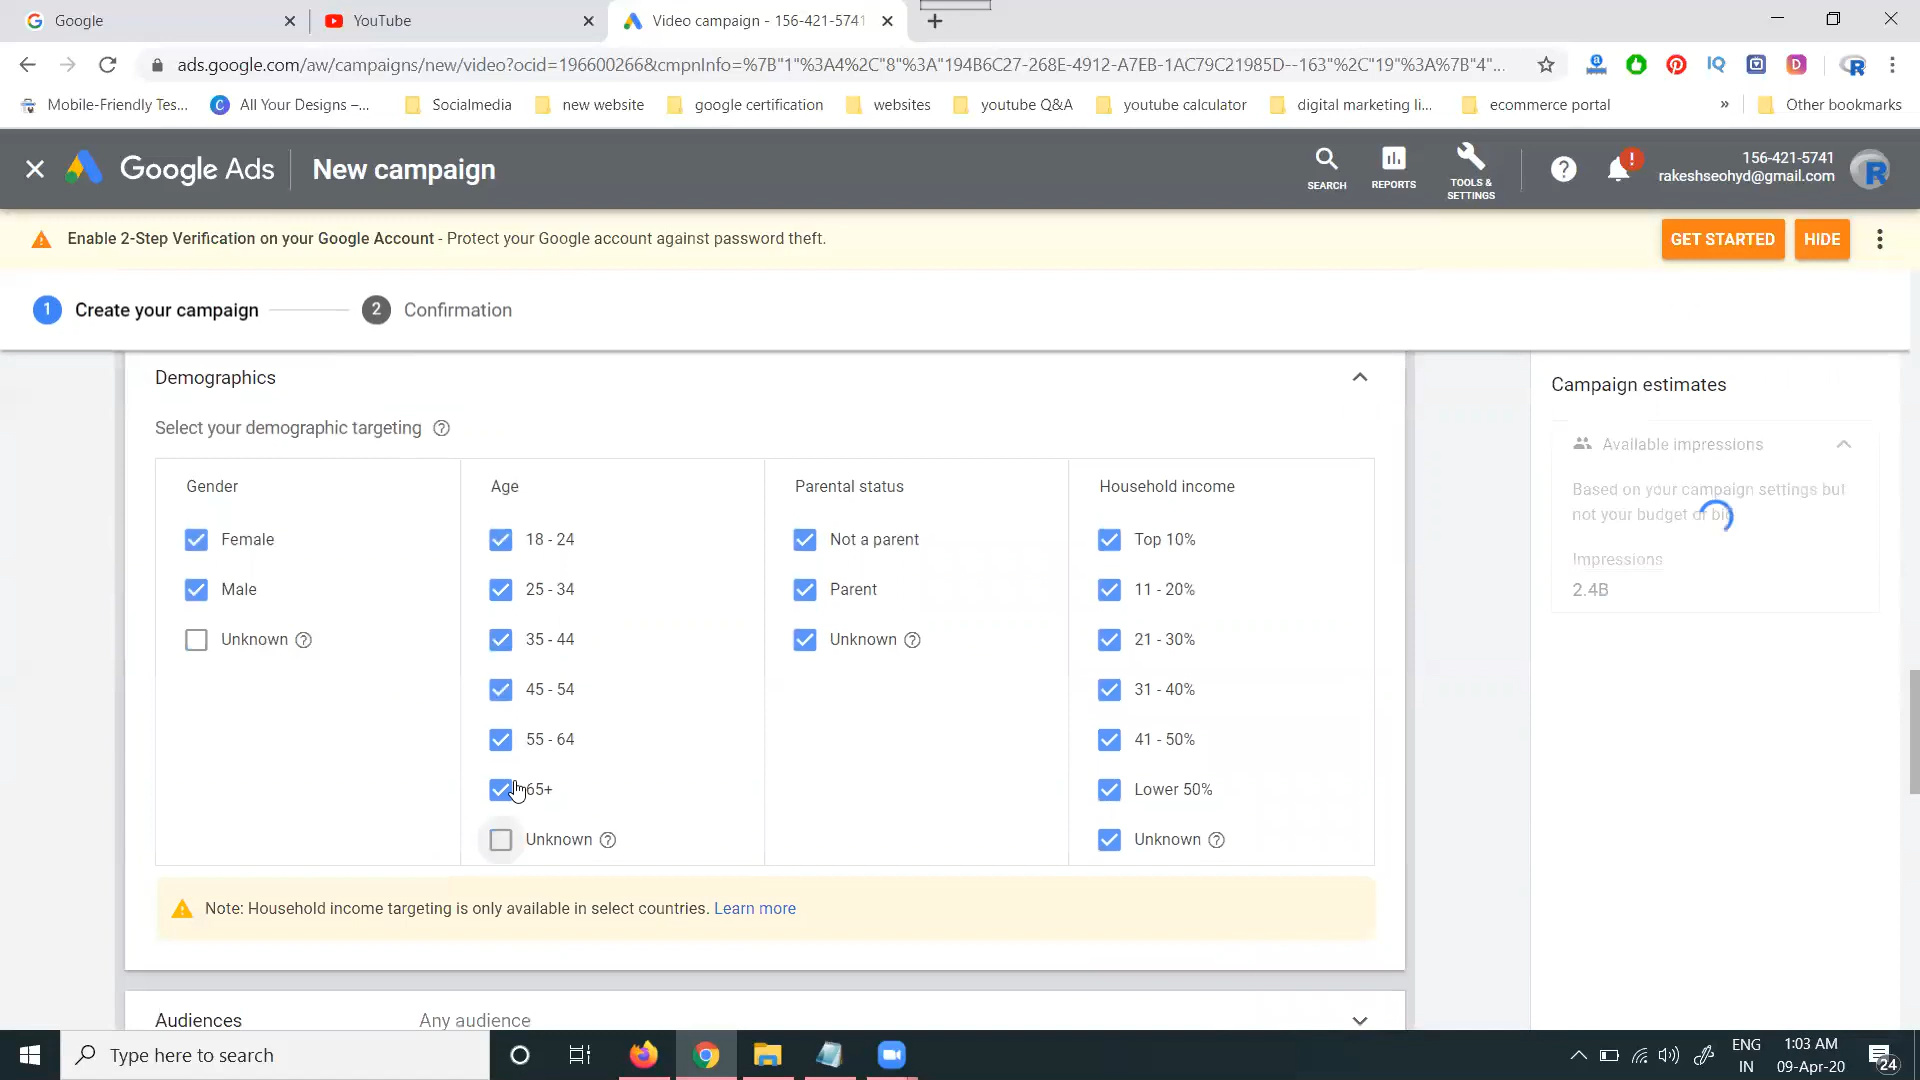 Google
YouTube
Video campaign - 156-421-5741
ads.google.com/aw/campaigns/new/video?ocid=196600266&cmpnInfo=%7B"1"%3A4%2C"8"%3A"194B6C27-268E-4912-A7EB-1AC79C21985D--163"%2C"19"%3A%7B"4"...
Mobile-Friendly Tes...
All Your Designs –...
Socialmedia
new website
google certification
websites
youtube Q&A
youtube calculator
digital marketing li...
ecommerce portal
»
Other bookmarks
Google Ads
New campaign
SEARCH
REPORTS
TOOLS &
SETTINGS
156-421-5741
rakeshseohyd@gmail.com
Enable 2-Step Verification on your Google Account - Protect your Google account against password theft.
GET STARTED
HIDE
1 Create your campaign
2 Confirmation
Demographics
Select your demographic targeting
Gender
Female
Male
Unknown
Age
18 - 24
25 - 34
35 - 44
45 - 54
55 - 64
65+
Unknown
Parental status
Not a parent
Parent
Unknown
Household income
Top 10%
11 - 20%
21 - 30%
31 - 40%
41 - 50%
Lower 50%
Unknown
Note: Household income targeting is only available in select countries. Learn more
Audiences
Any audience
Campaign estimates
Available impressions
Based on your campaign settings but
not your budget or bid
Impressions
2.4B
Type here to search
ENG
IN
1:03 AM
09-Apr-20
24